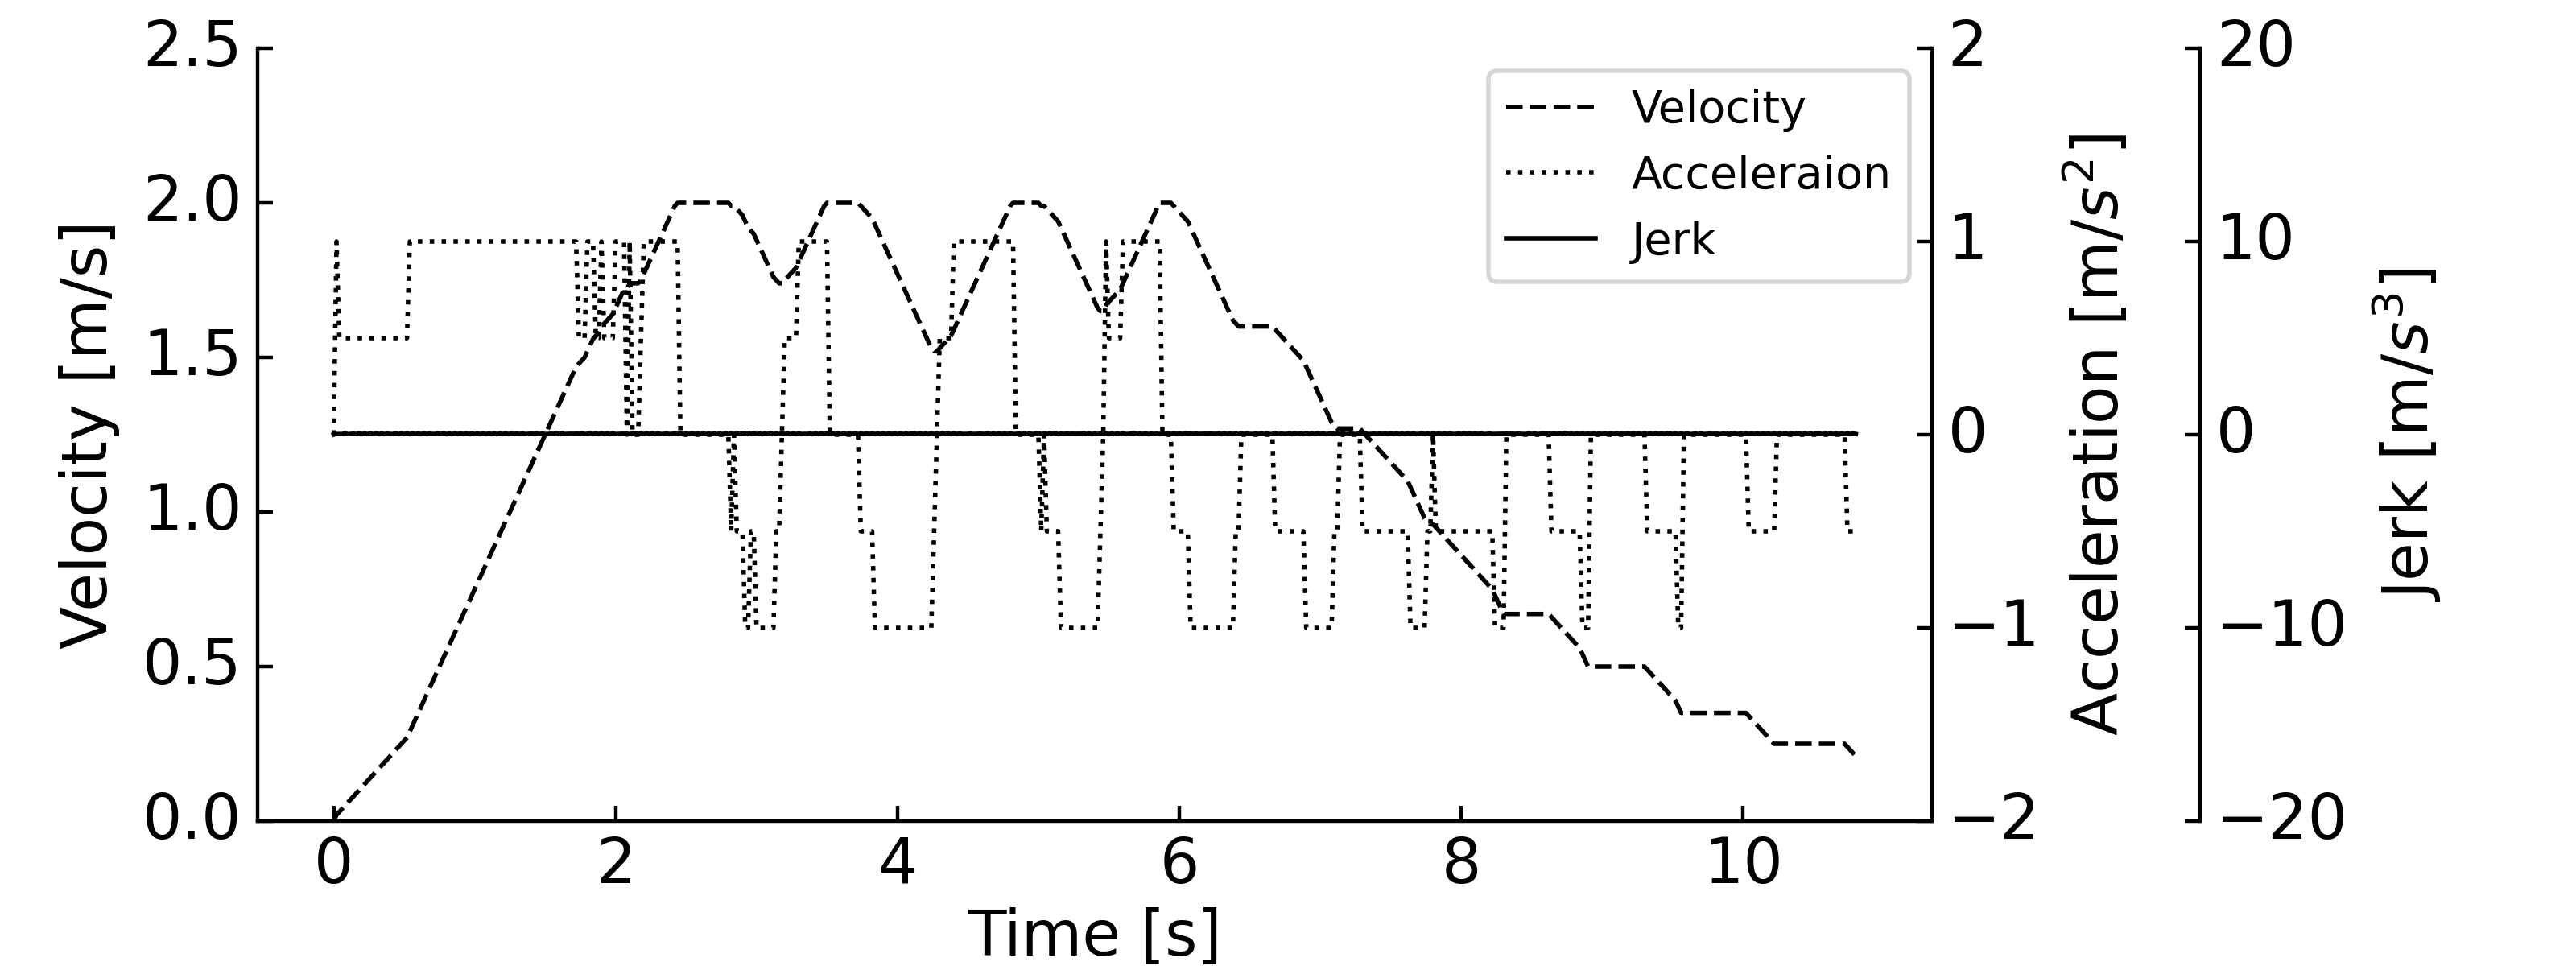 Velocity [m/s]
2.5
2.0
1.5
1.0
0.5
0.0
0 2 4 6 8 10
Time [s]
Velocity
Acceleraion
Jerk
2
1
0
−1
−2
Acceleration [m/s²]
20
10
0
−10
−20
Jerk [m/s³]